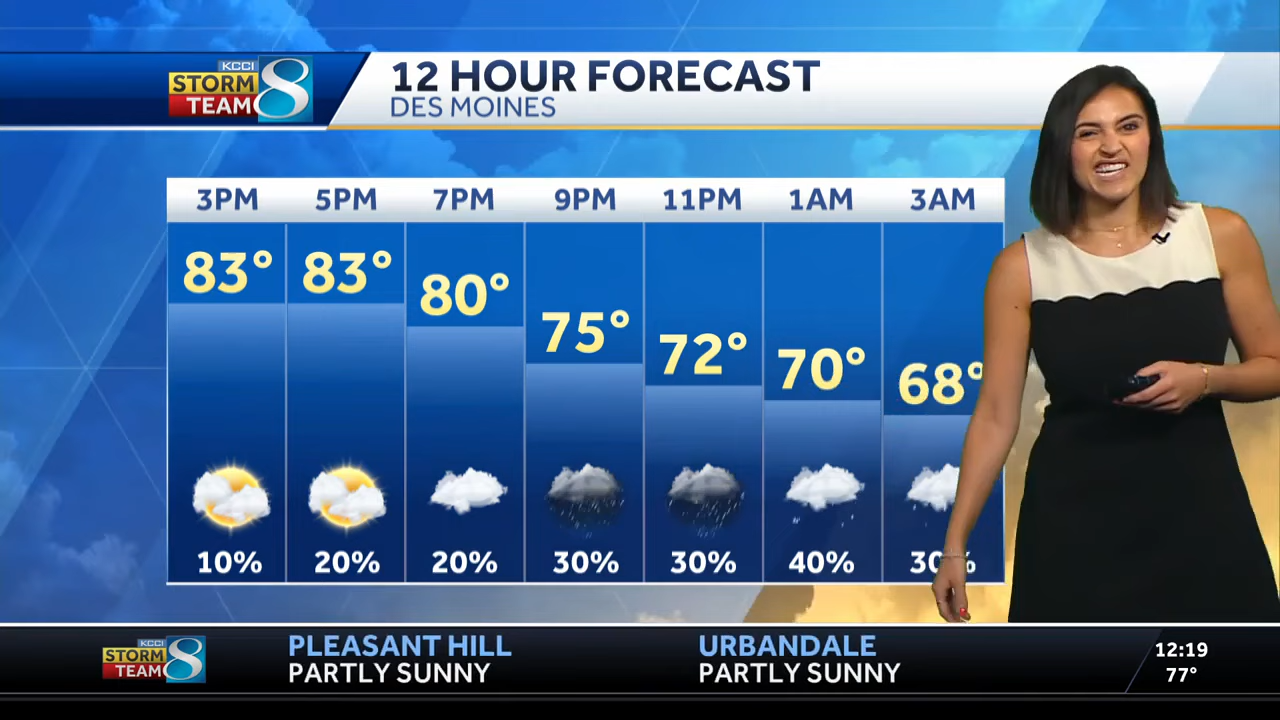 KCCI
STORM
TEAM 8
12 HOUR FORECAST
DES MOINES
3PM 5PM 7PM 9PM 11PM 1AM 3AM
83° 83° 80° 75° 72° 70° 68°
10% 20% 20% 30% 30% 40% 30%
KCCI
STORM
TEAM 8
PLEASANT HILL
PARTLY SUNNY
URBANDALE
PARTLY SUNNY
12:19
77°